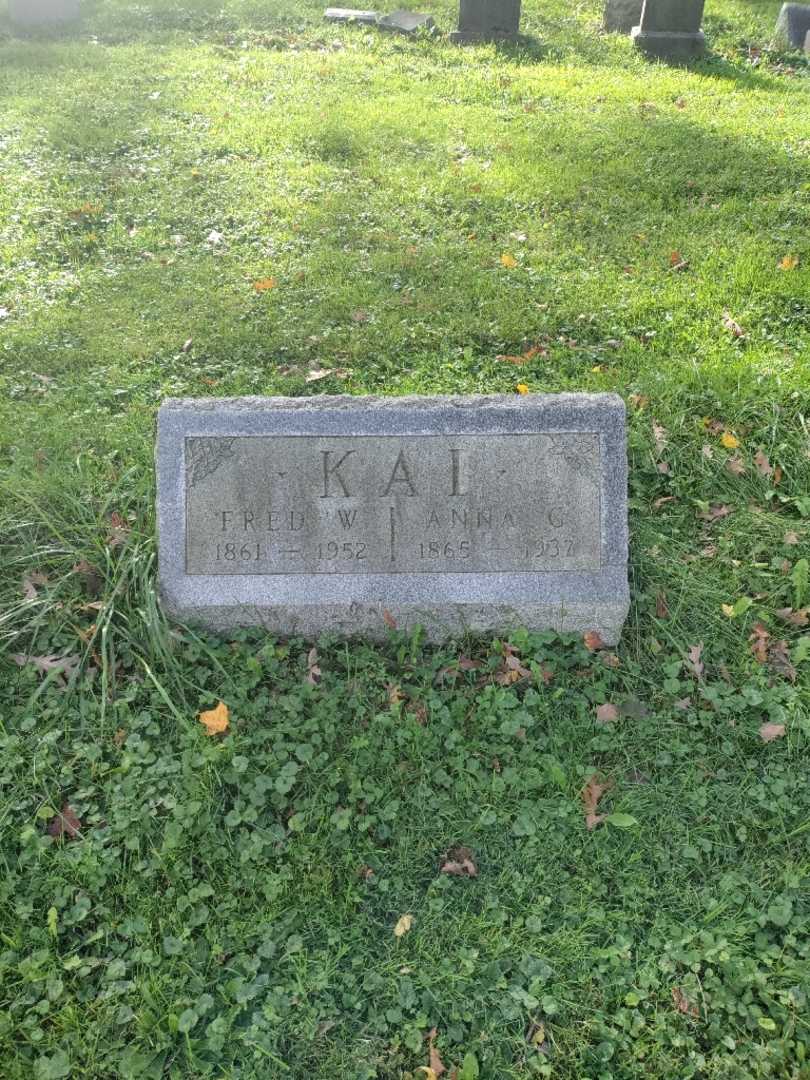 KAI
FRED W ANNA G
1861 — 1952 1865 — 1937